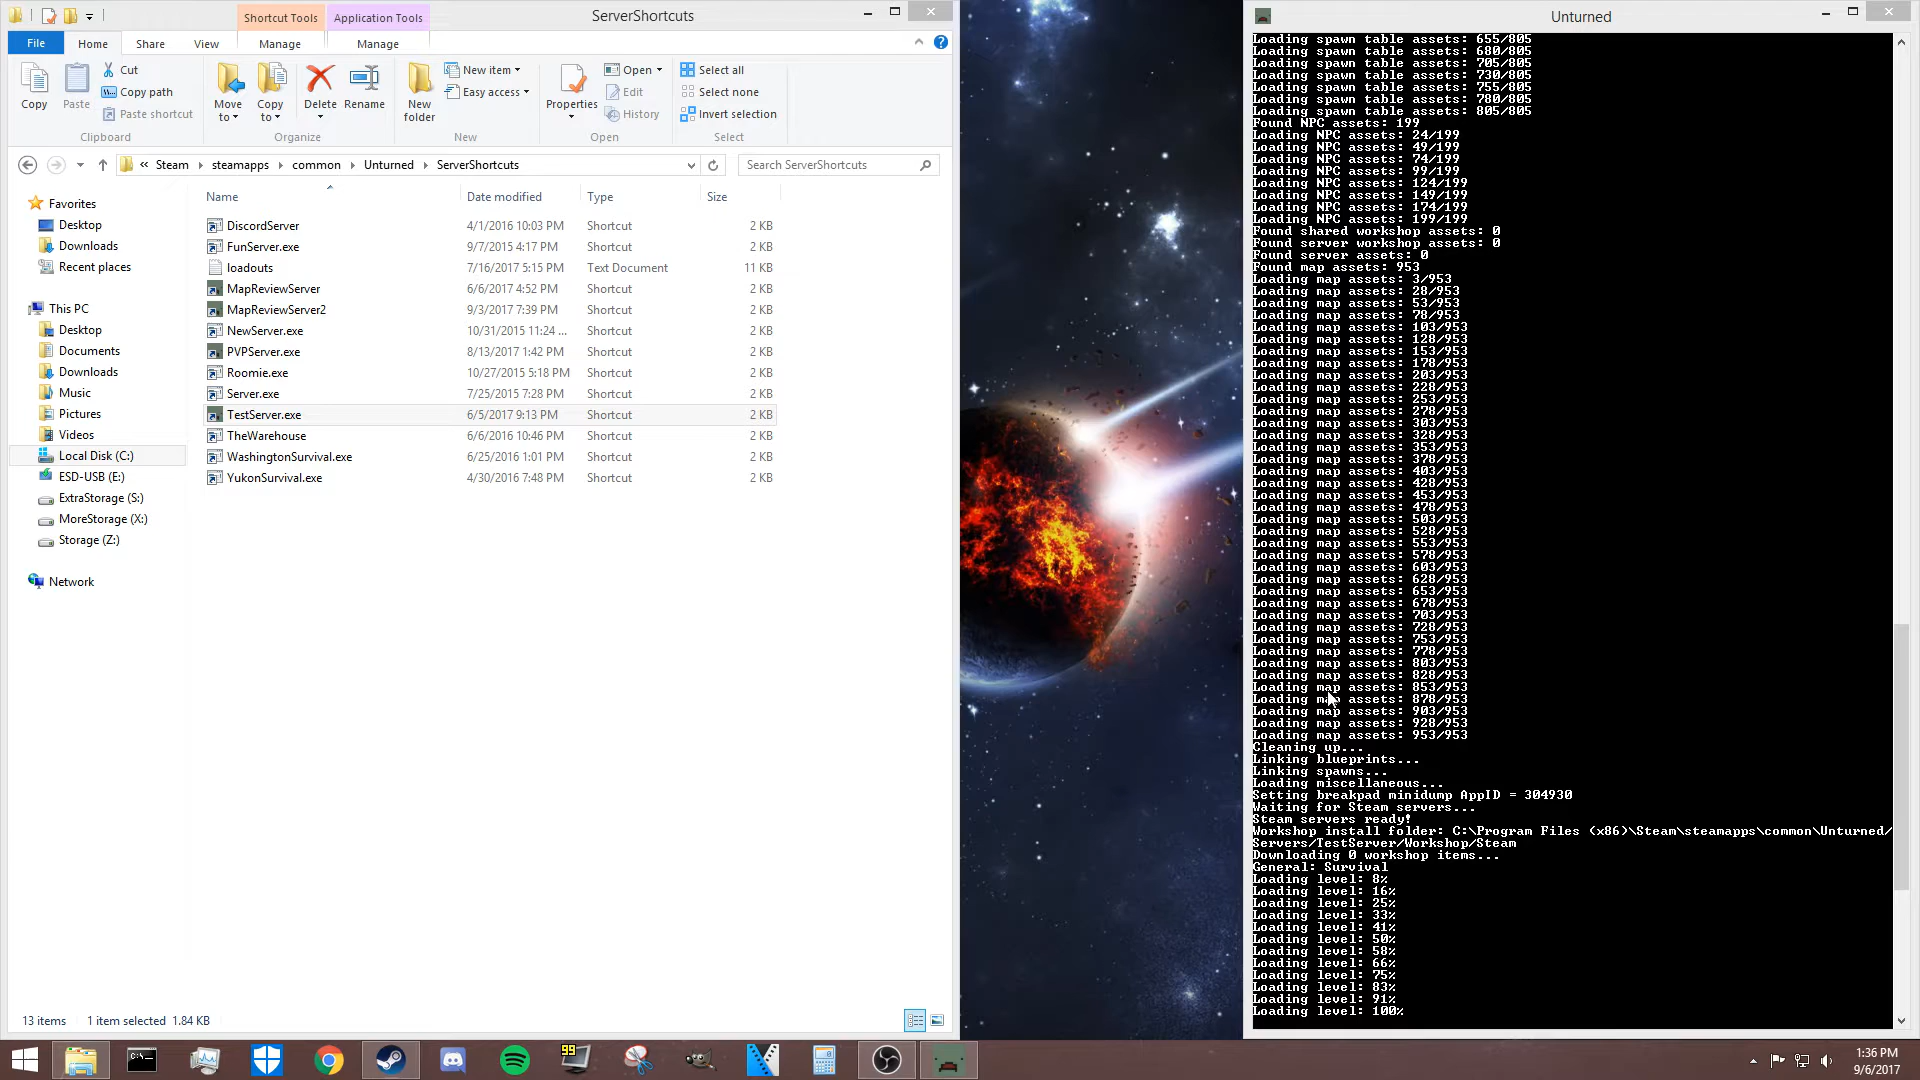 Shortcut Tools
Application Tools
ServerShortcuts
File
Home
Share
View
Manage
Manage
Copy
Paste
Cut
Copy path
Paste shortcut
Move to
Copy to
Delete
Rename
New folder
New item
Easy access
Properties
Open
Edit
History
Select all
Select none
Invert selection
Clipboard
Organize
New
Open
Select
« Steam steamapps common Unturned ServerShortcuts
Search ServerShortcuts
Favorites
Desktop
Downloads
Recent places
This PC
Desktop
Documents
Downloads
Music
Pictures
Videos
Local Disk (C:)
ESD-USB (E:)
ExtraStorage (S:)
MoreStorage (X:)
Storage (Z:)
Network
Name Date modified Type Size
DiscordServer 4/1/2016 10:03 PM Shortcut 2 KB
FunServer.exe 9/7/2015 4:17 PM Shortcut 2 KB
loadouts 7/16/2017 5:15 PM Text Document 11 KB
MapReviewServer 6/6/2017 4:52 PM Shortcut 2 KB
MapReviewServer2 9/3/2017 7:39 PM Shortcut 2 KB
NewServer.exe 10/31/2015 11:24 ... Shortcut 2 KB
PVPServer.exe 8/13/2017 1:42 PM Shortcut 2 KB
Roomie.exe 10/27/2015 5:18 PM Shortcut 2 KB
Server.exe 7/25/2015 7:28 PM Shortcut 2 KB
TestServer.exe 6/5/2017 9:13 PM Shortcut 2 KB
TheWarehouse 6/6/2016 10:46 PM Shortcut 2 KB
WashingtonSurvival.exe 6/25/2016 1:01 PM Shortcut 2 KB
YukonSurvival.exe 4/30/2016 7:48 PM Shortcut 2 KB
13 items 1 item selected 1.84 KB
Unturned
Loading spawn table assets: 655/805
Loading spawn table assets: 680/805
Loading spawn table assets: 705/805
Loading spawn table assets: 730/805
Loading spawn table assets: 755/805
Loading spawn table assets: 780/805
Loading spawn table assets: 805/805
Found NPC assets: 199
Loading NPC assets: 24/199
Loading NPC assets: 49/199
Loading NPC assets: 74/199
Loading NPC assets: 99/199
Loading NPC assets: 124/199
Loading NPC assets: 149/199
Loading NPC assets: 174/199
Loading NPC assets: 199/199
Found shared workshop assets: 0
Found server workshop assets: 0
Found server assets: 0
Found map assets: 953
Loading map assets: 3/953
Loading map assets: 28/953
Loading map assets: 53/953
Loading map assets: 78/953
Loading map assets: 103/953
Loading map assets: 128/953
Loading map assets: 153/953
Loading map assets: 178/953
Loading map assets: 203/953
Loading map assets: 228/953
Loading map assets: 253/953
Loading map assets: 278/953
Loading map assets: 303/953
Loading map assets: 328/953
Loading map assets: 353/953
Loading map assets: 378/953
Loading map assets: 403/953
Loading map assets: 428/953
Loading map assets: 453/953
Loading map assets: 478/953
Loading map assets: 503/953
Loading map assets: 528/953
Loading map assets: 553/953
Loading map assets: 578/953
Loading map assets: 603/953
Loading map assets: 628/953
Loading map assets: 653/953
Loading map assets: 678/953
Loading map assets: 703/953
Loading map assets: 728/953
Loading map assets: 753/953
Loading map assets: 778/953
Loading map assets: 803/953
Loading map assets: 828/953
Loading map assets: 853/953
Loading map assets: 878/953
Loading map assets: 903/953
Loading map assets: 928/953
Loading map assets: 953/953
Cleaning up...
Linking blueprints...
Linking spawns...
Loading miscellaneous...
Setting breakpad minidump AppID = 304930
Waiting for Steam servers...
Steam servers ready!
Workshop install folder: C:\Program Files (x86)\Steam\steamapps\common\Unturned/
Servers/TestServer/Workshop/Steam
Downloading 0 workshop items...
General: Survival
Loading level: 8%
Loading level: 16%
Loading level: 25%
Loading level: 33%
Loading level: 41%
Loading level: 50%
Loading level: 58%
Loading level: 66%
Loading level: 75%
Loading level: 83%
Loading level: 91%
Loading level: 100%
99
1:36 PM
9/6/2017